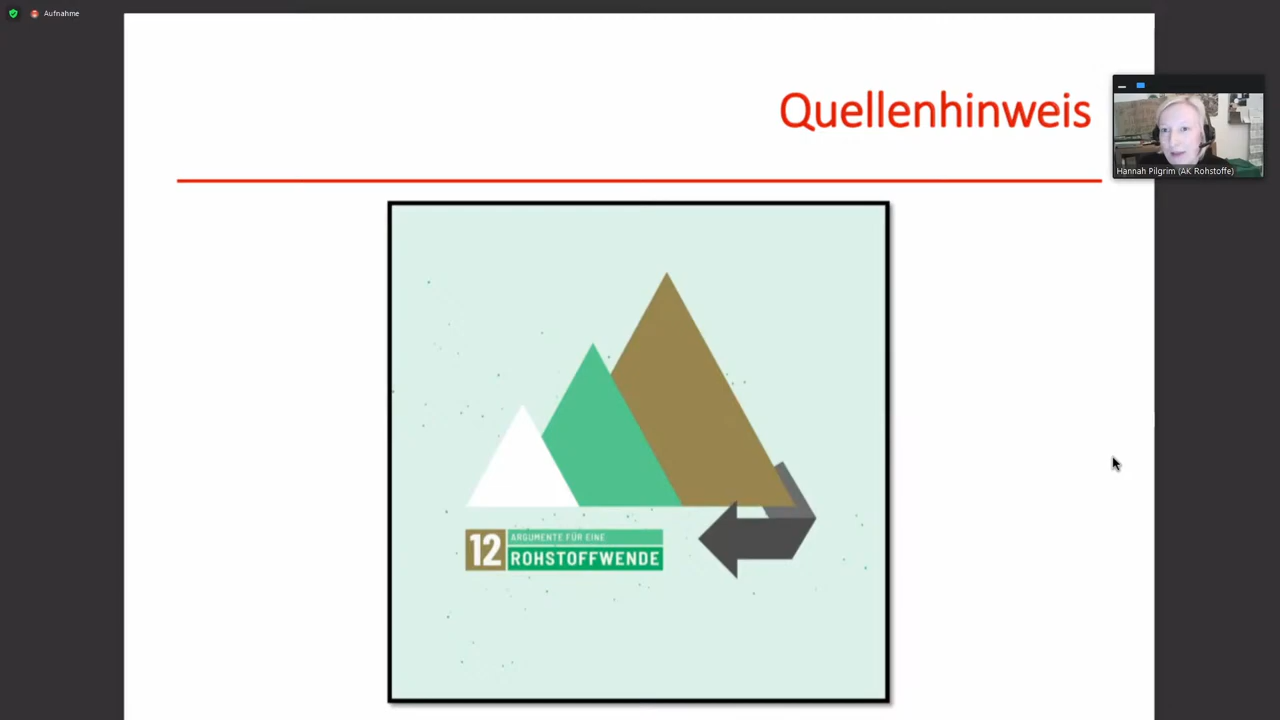 Aufnahme
Quellenhinweis
Hannah Pilgrim (AK Rohstoffe)
12 ARGUMENTE FÜR EINE
ROHSTOFFWENDE